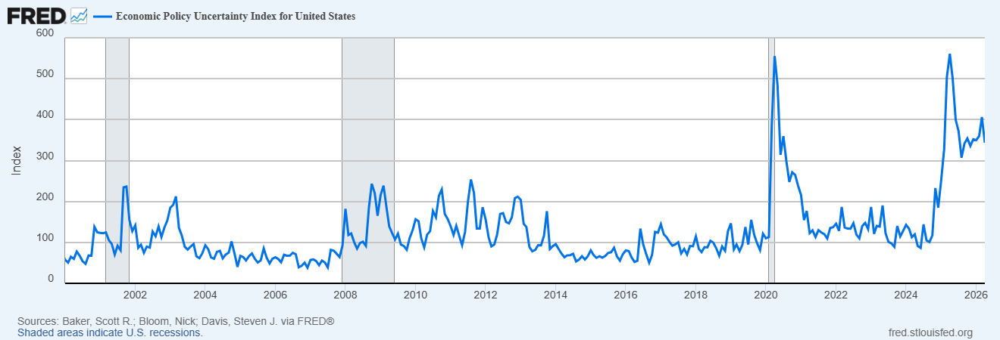 FRED® Economic Policy Uncertainty Index for United States
600
500
400
300
200
100
0
Index
2002 2004 2006 2008 2010 2012 2014 2016 2018 2020 2022 2024 2026
Sources: Baker, Scott R.; Bloom, Nick; Davis, Steven J. via FRED®
Shaded areas indicate U.S. recessions.
fred.stlouisfed.org